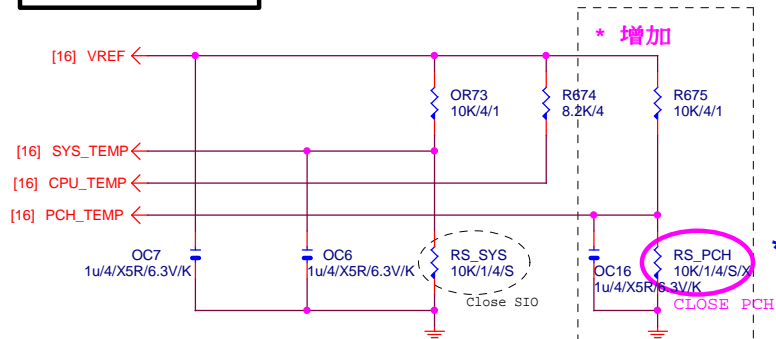 * 增加
[16] VREF
OR73
10K/4/1
R674
8.2K/4
R675
10K/4/1
[16] SYS_TEMP
[16] CPU_TEMP
[16] PCH_TEMP
OC7
1u/4/X5R/6.3V/K
OC6
1u/4/X5R/6.3V/K
RS_SYS
10K/1/4/S
Close SIO
OC16
1u/4/X5R/6.3V/K
RS_PCH
10K/1/4/S/X
CLOSE PCH
*